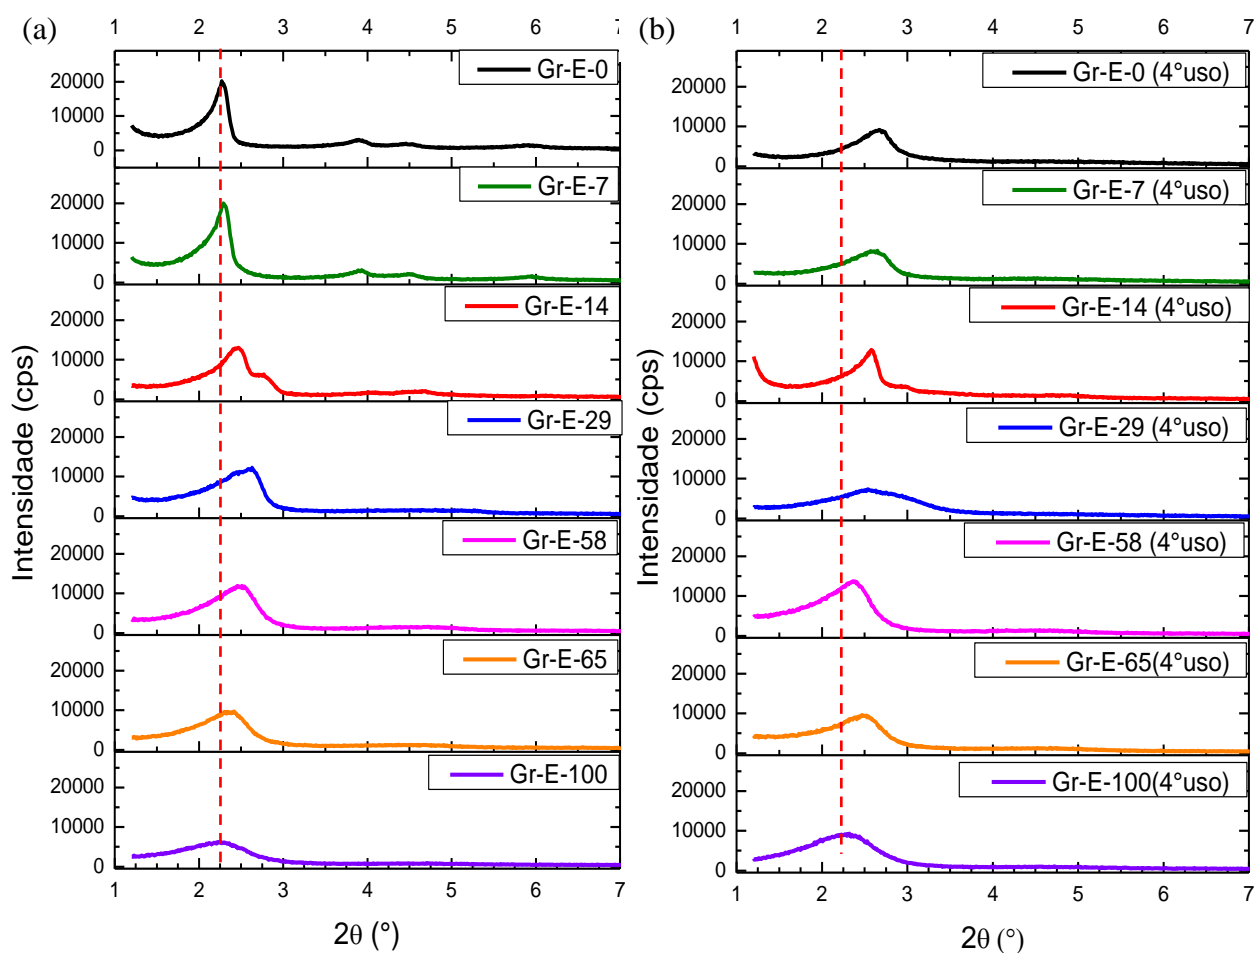 (a)
1 2 3 4 5 6 7
Intensidade (cps)
20000
10000
0
Gr-E-0
20000
10000
0
Gr-E-7
20000
10000
0
Gr-E-14
20000
10000
0
Gr-E-29
20000
10000
0
Gr-E-58
20000
10000
0
Gr-E-65
20000
10000
0
Gr-E-100
1 2 3 4 5 6 7
2θ (°)
(b)
1 2 3 4 5 6 7
Intensidade (cps)
20000
10000
0
Gr-E-0 (4°uso)
20000
10000
0
Gr-E-7 (4°uso)
20000
10000
0
Gr-E-14 (4°uso)
20000
10000
0
Gr-E-29 (4°uso)
20000
10000
0
Gr-E-58 (4°uso)
20000
10000
0
Gr-E-65(4°uso)
20000
10000
0
Gr-E-100(4°uso)
1 2 3 4 5 6 7
2θ (°)